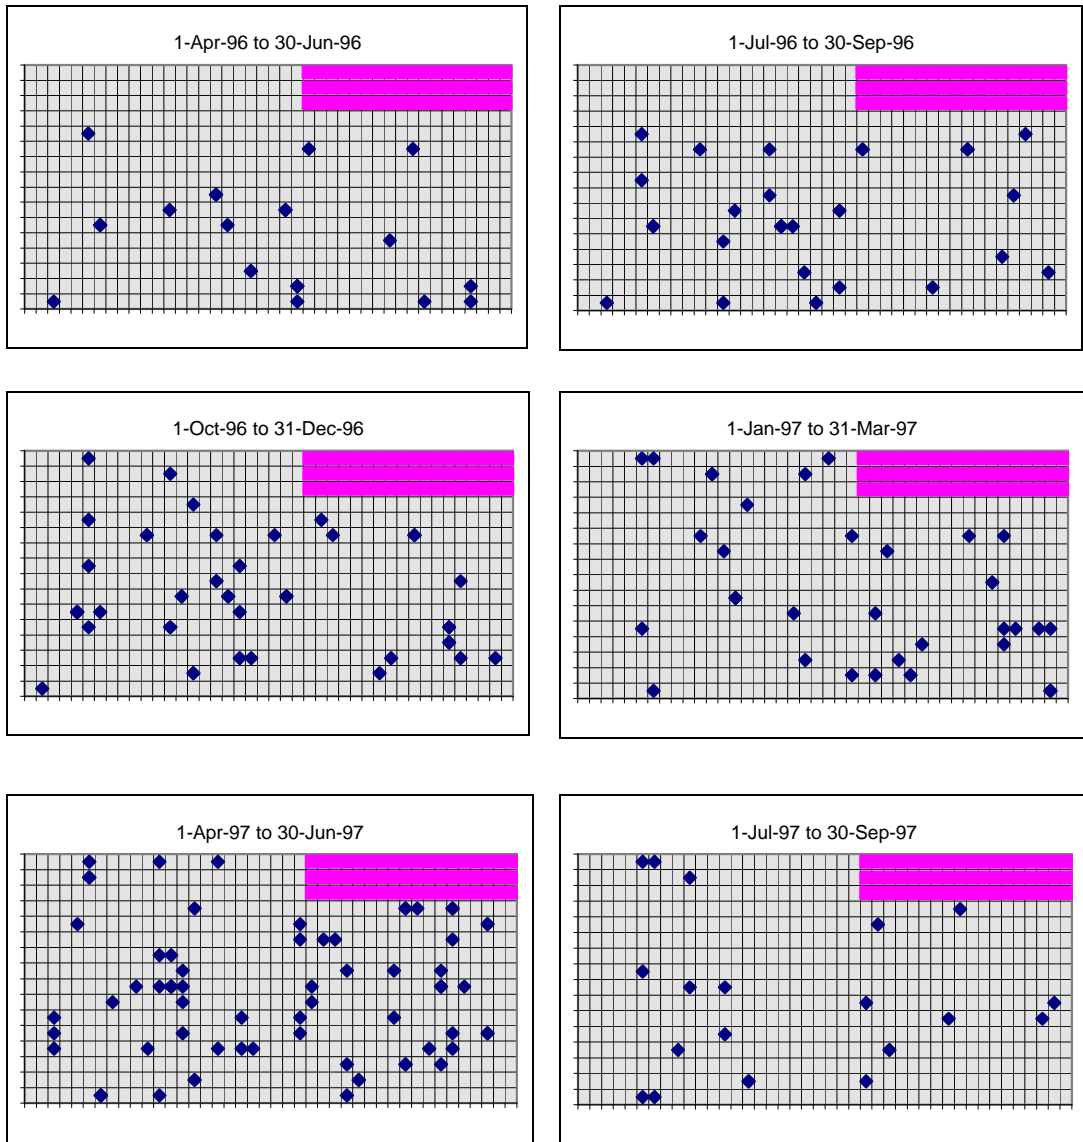 1-Apr-96 to 30-Jun-96
1-Jul-96 to 30-Sep-96
1-Oct-96 to 31-Dec-96
1-Jan-97 to 31-Mar-97
1-Apr-97 to 30-Jun-97
1-Jul-97 to 30-Sep-97